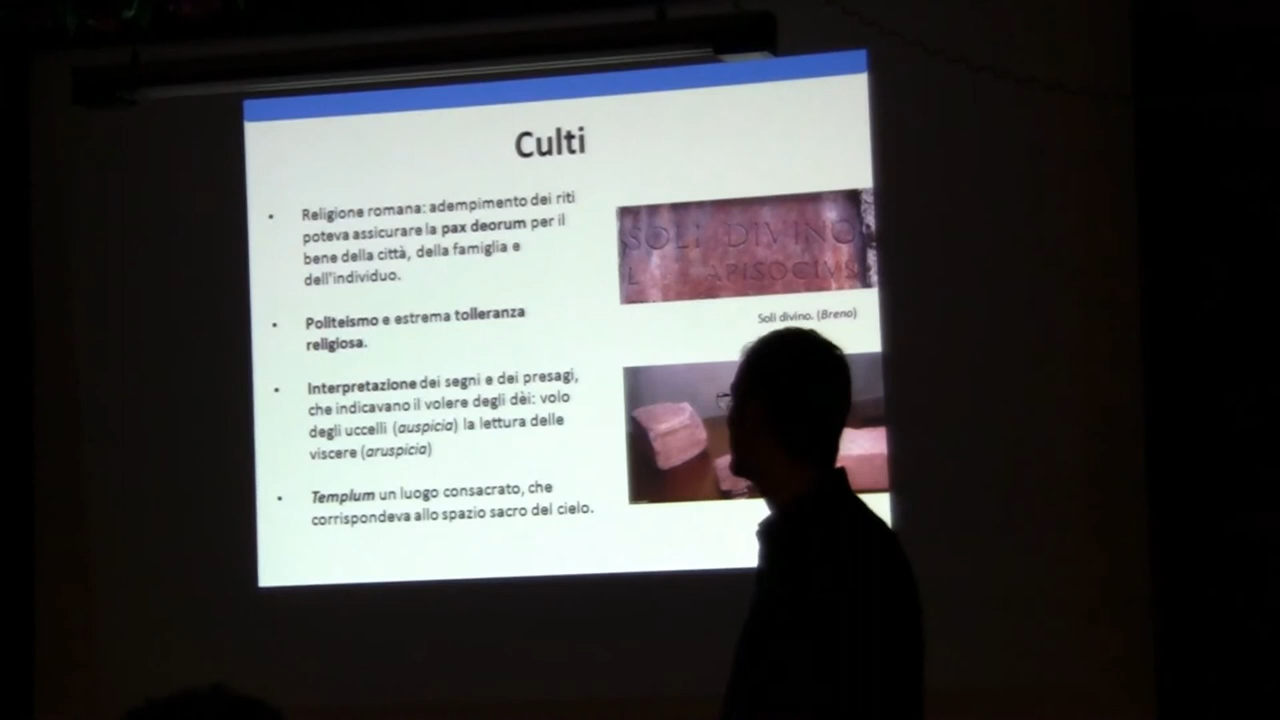 Culti
• Religione romana: adempimento dei riti
poteva assicurare la pax deorum per il
bene della città, della famiglia e
dell'individuo.
• Politeismo e estrema tolleranza
religiosa.
• Interpretazione dei segni e dei presagi,
che indicavano il volere degli dèi: volo
degli uccelli (auspicia) la lettura delle
viscere (aruspicia)
• Templum un luogo consacrato, che
corrispondeva allo spazio sacro del cielo.
SOLI DIVINO
L APISOCIVS
Soli divino. (Breno)